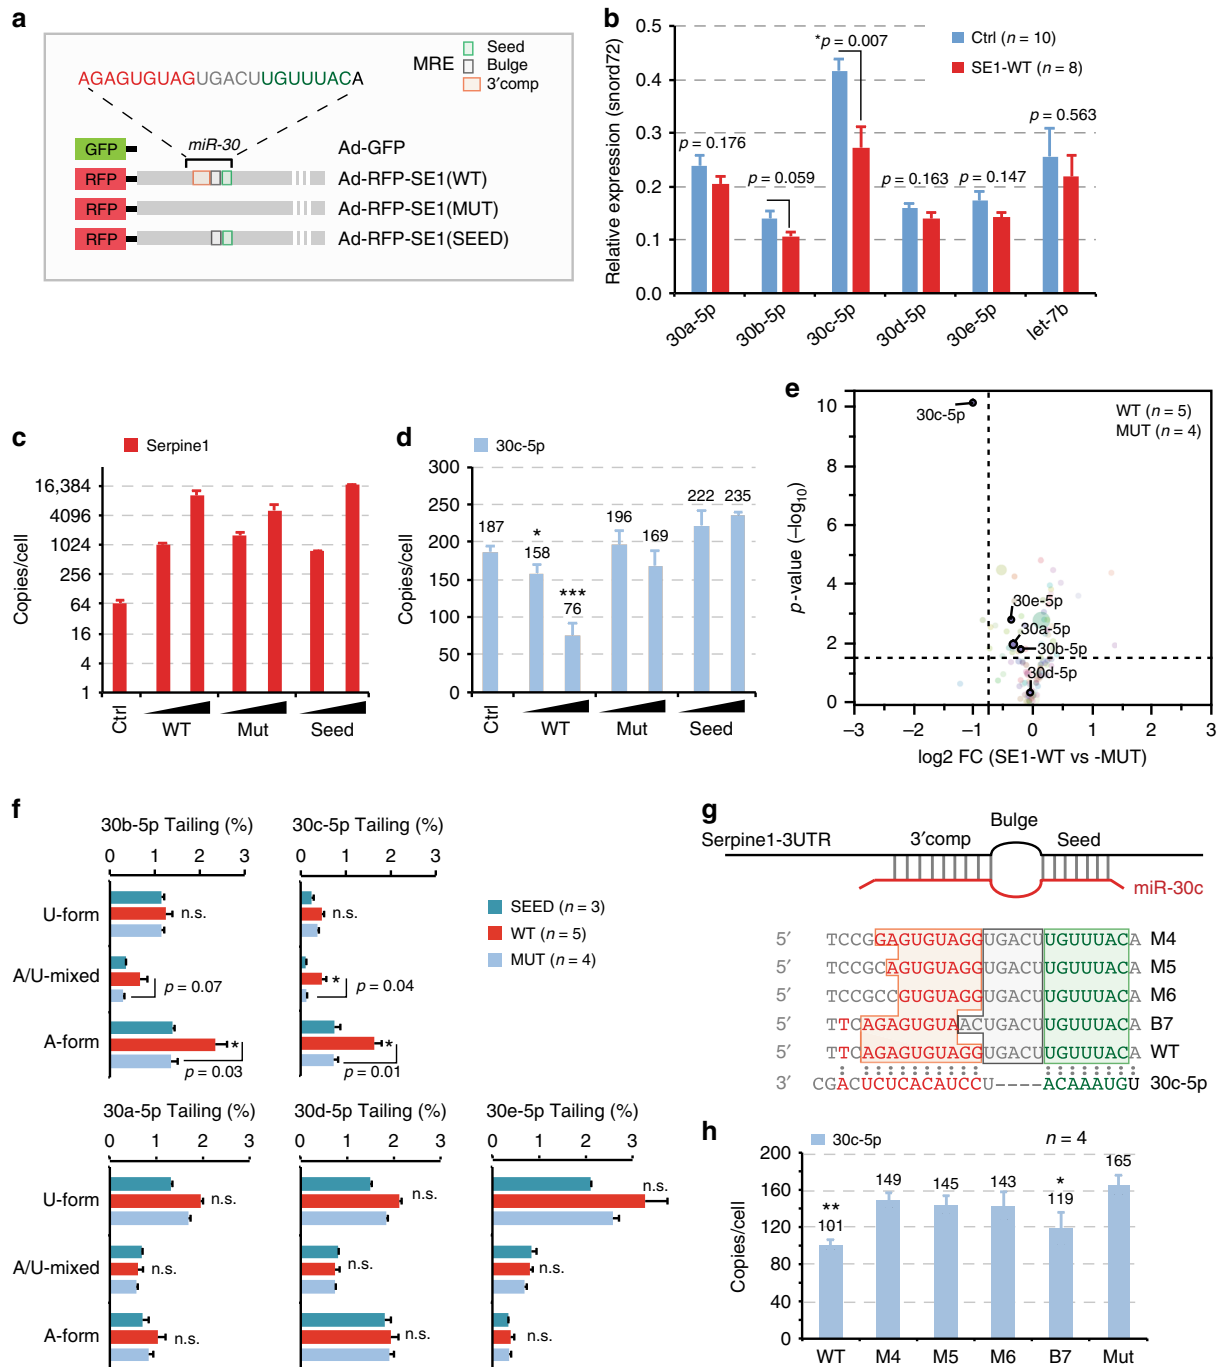 a
MRE
Seed
Bulge
3′comp
AGAGUGUAGUGACUUGUUUACA
miR-30
GFP
Ad-GFP
RFP
Ad-RFP-SE1(WT)
RFP
Ad-RFP-SE1(MUT)
RFP
Ad-RFP-SE1(SEED)
b
Relative expression (snord72)
0.5
0.4
0.3
0.2
0.1
0.0
Ctrl (n = 10)
SE1-WT (n = 8)
p = 0.176
p = 0.059
*p = 0.007
p = 0.163
p = 0.147
p = 0.563
30a-5p
30b-5p
30c-5p
30d-5p
30e-5p
let-7b
c
Serpine1
Copies/cell
16,384
4096
1024
256
64
16
4
1
Ctrl
WT
Mut
Seed
d
30c-5p
Copies/cell
300
250
200
150
100
50
0
187
*
158
***
76
196
169
222
235
Ctrl
WT
Mut
Seed
e
p-value (−log10)
10
8
6
4
2
0
WT (n = 5)
MUT (n = 4)
30c-5p
30e-5p
30a-5p
30b-5p
30d-5p
−3
−2
−1
0
1
2
3
log2 FC (SE1-WT vs -MUT)
f
30b-5p Tailing (%)
0 1 2 3
30c-5p Tailing (%)
0 1 2 3
SEED (n = 3)
WT (n = 5)
MUT (n = 4)
U-form
n.s.
n.s.
A/U-mixed
p = 0.07
*
p = 0.04
A-form
*
p = 0.03
*
p = 0.01
30a-5p Tailing (%)
0 1 2 3
30d-5p Tailing (%)
0 1 2 3
30e-5p Tailing (%)
0 1 2 3
U-form
n.s.
n.s.
n.s.
A/U-mixed
n.s.
n.s.
n.s.
A-form
n.s.
n.s.
n.s.
g
Serpine1-3UTR
3′comp
Bulge
Seed
miR-30c
5′ TCCGGAGUGUAGGUGACUUGUUUACA M4
5′ TCCGCAGUGUAGGUGACUUGUUUACA M5
5′ TCCGCCGUGUAGGUGACUUGUUUACA M6
5′ TTCAGAGUGUAACUGACUUGUUUACA B7
5′ TTCAGAGUGUAGGUGACUUGUUUACA WT
3′ CGACUCUCACAUCCU----ACAAAUGU 30c-5p
h
30c-5p
n = 4
Copies/cell
200
160
120
80
40
0
**
101
149
145
143
*
119
165
WT
M4
M5
M6
B7
Mut